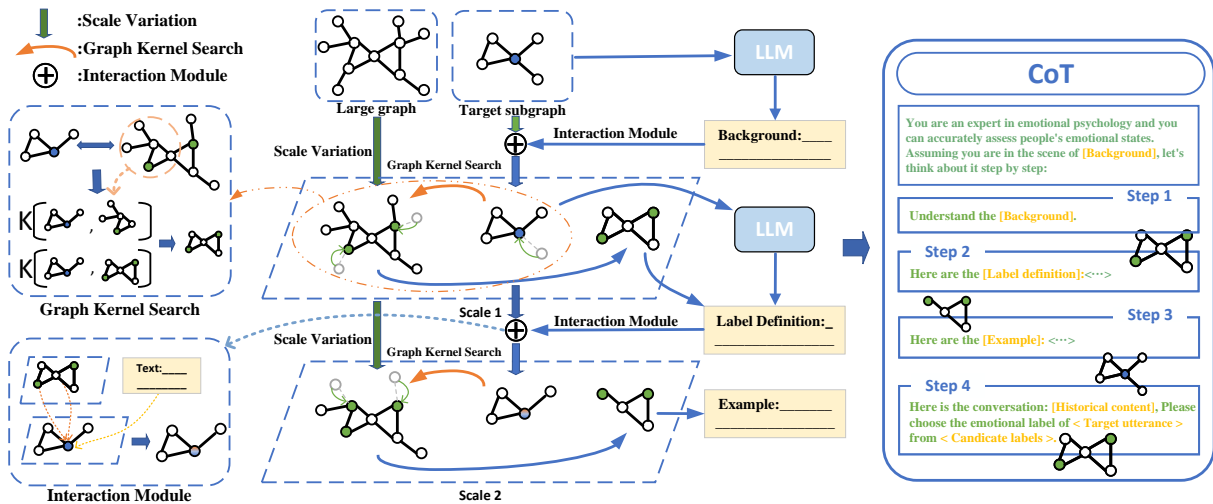 :Scale Variation
:Graph Kernel Search
:Interaction Module
Large graph
Target subgraph
LLM
Interaction Module
Background:____
Scale Variation
Graph Kernel Search
K
[
,
]
K
[
,
]
Graph Kernel Search
LLM
Scale 1
Interaction Module
Label Definition:_
Scale Variation
Graph Kernel Search
Text:____
Interaction Module
Example:_______
Scale 2
CoT
You are an expert in emotional psychology and you
can accurately assess people's emotional states.
Assuming you are in the scene of [Background], let's
think about it step by step:
Step 1
Understand the [Background].
Step 2
Here are the [Label definition]:<···>
Step 3
Here are the [Example]: <···>
Step 4
Here is the conversation: [Historical content], Please
choose the emotional label of < Target utterance >
from < Candicate labels >.